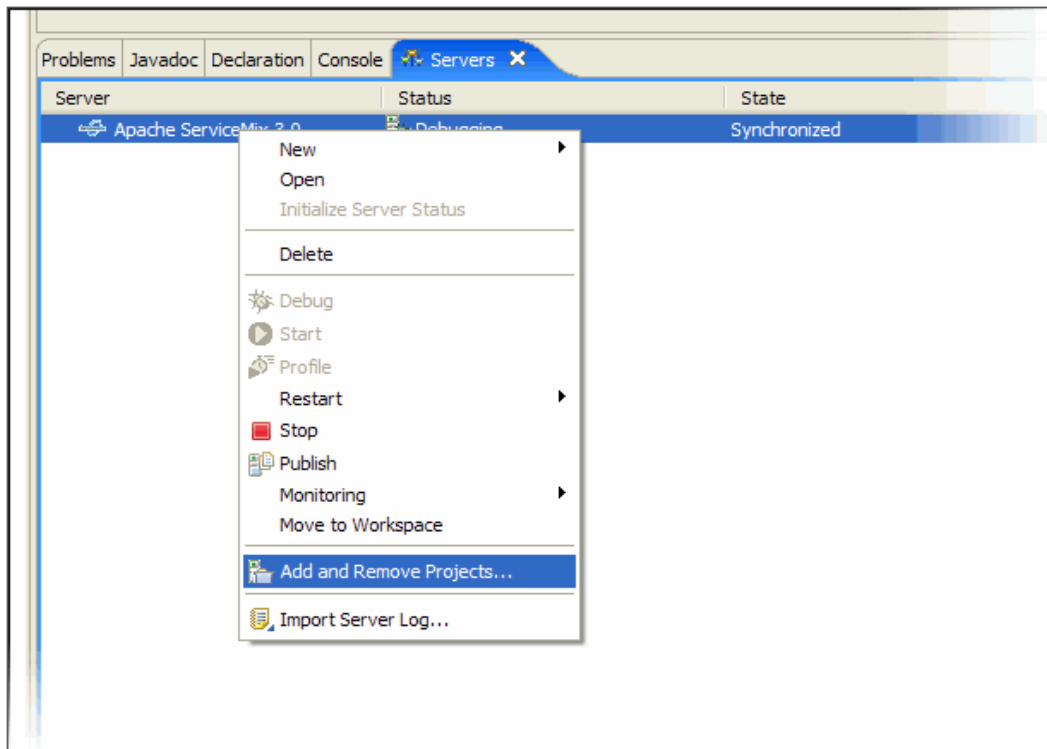 Problems Javadoc Declaration Console Servers
Server Status State
Apache ServiceMix 3.0 Debugging Synchronized
New
Open
Initialize Server Status
Delete
Debug
Start
Profile
Restart
Stop
Publish
Monitoring
Move to Workspace
Add and Remove Projects...
Import Server Log...